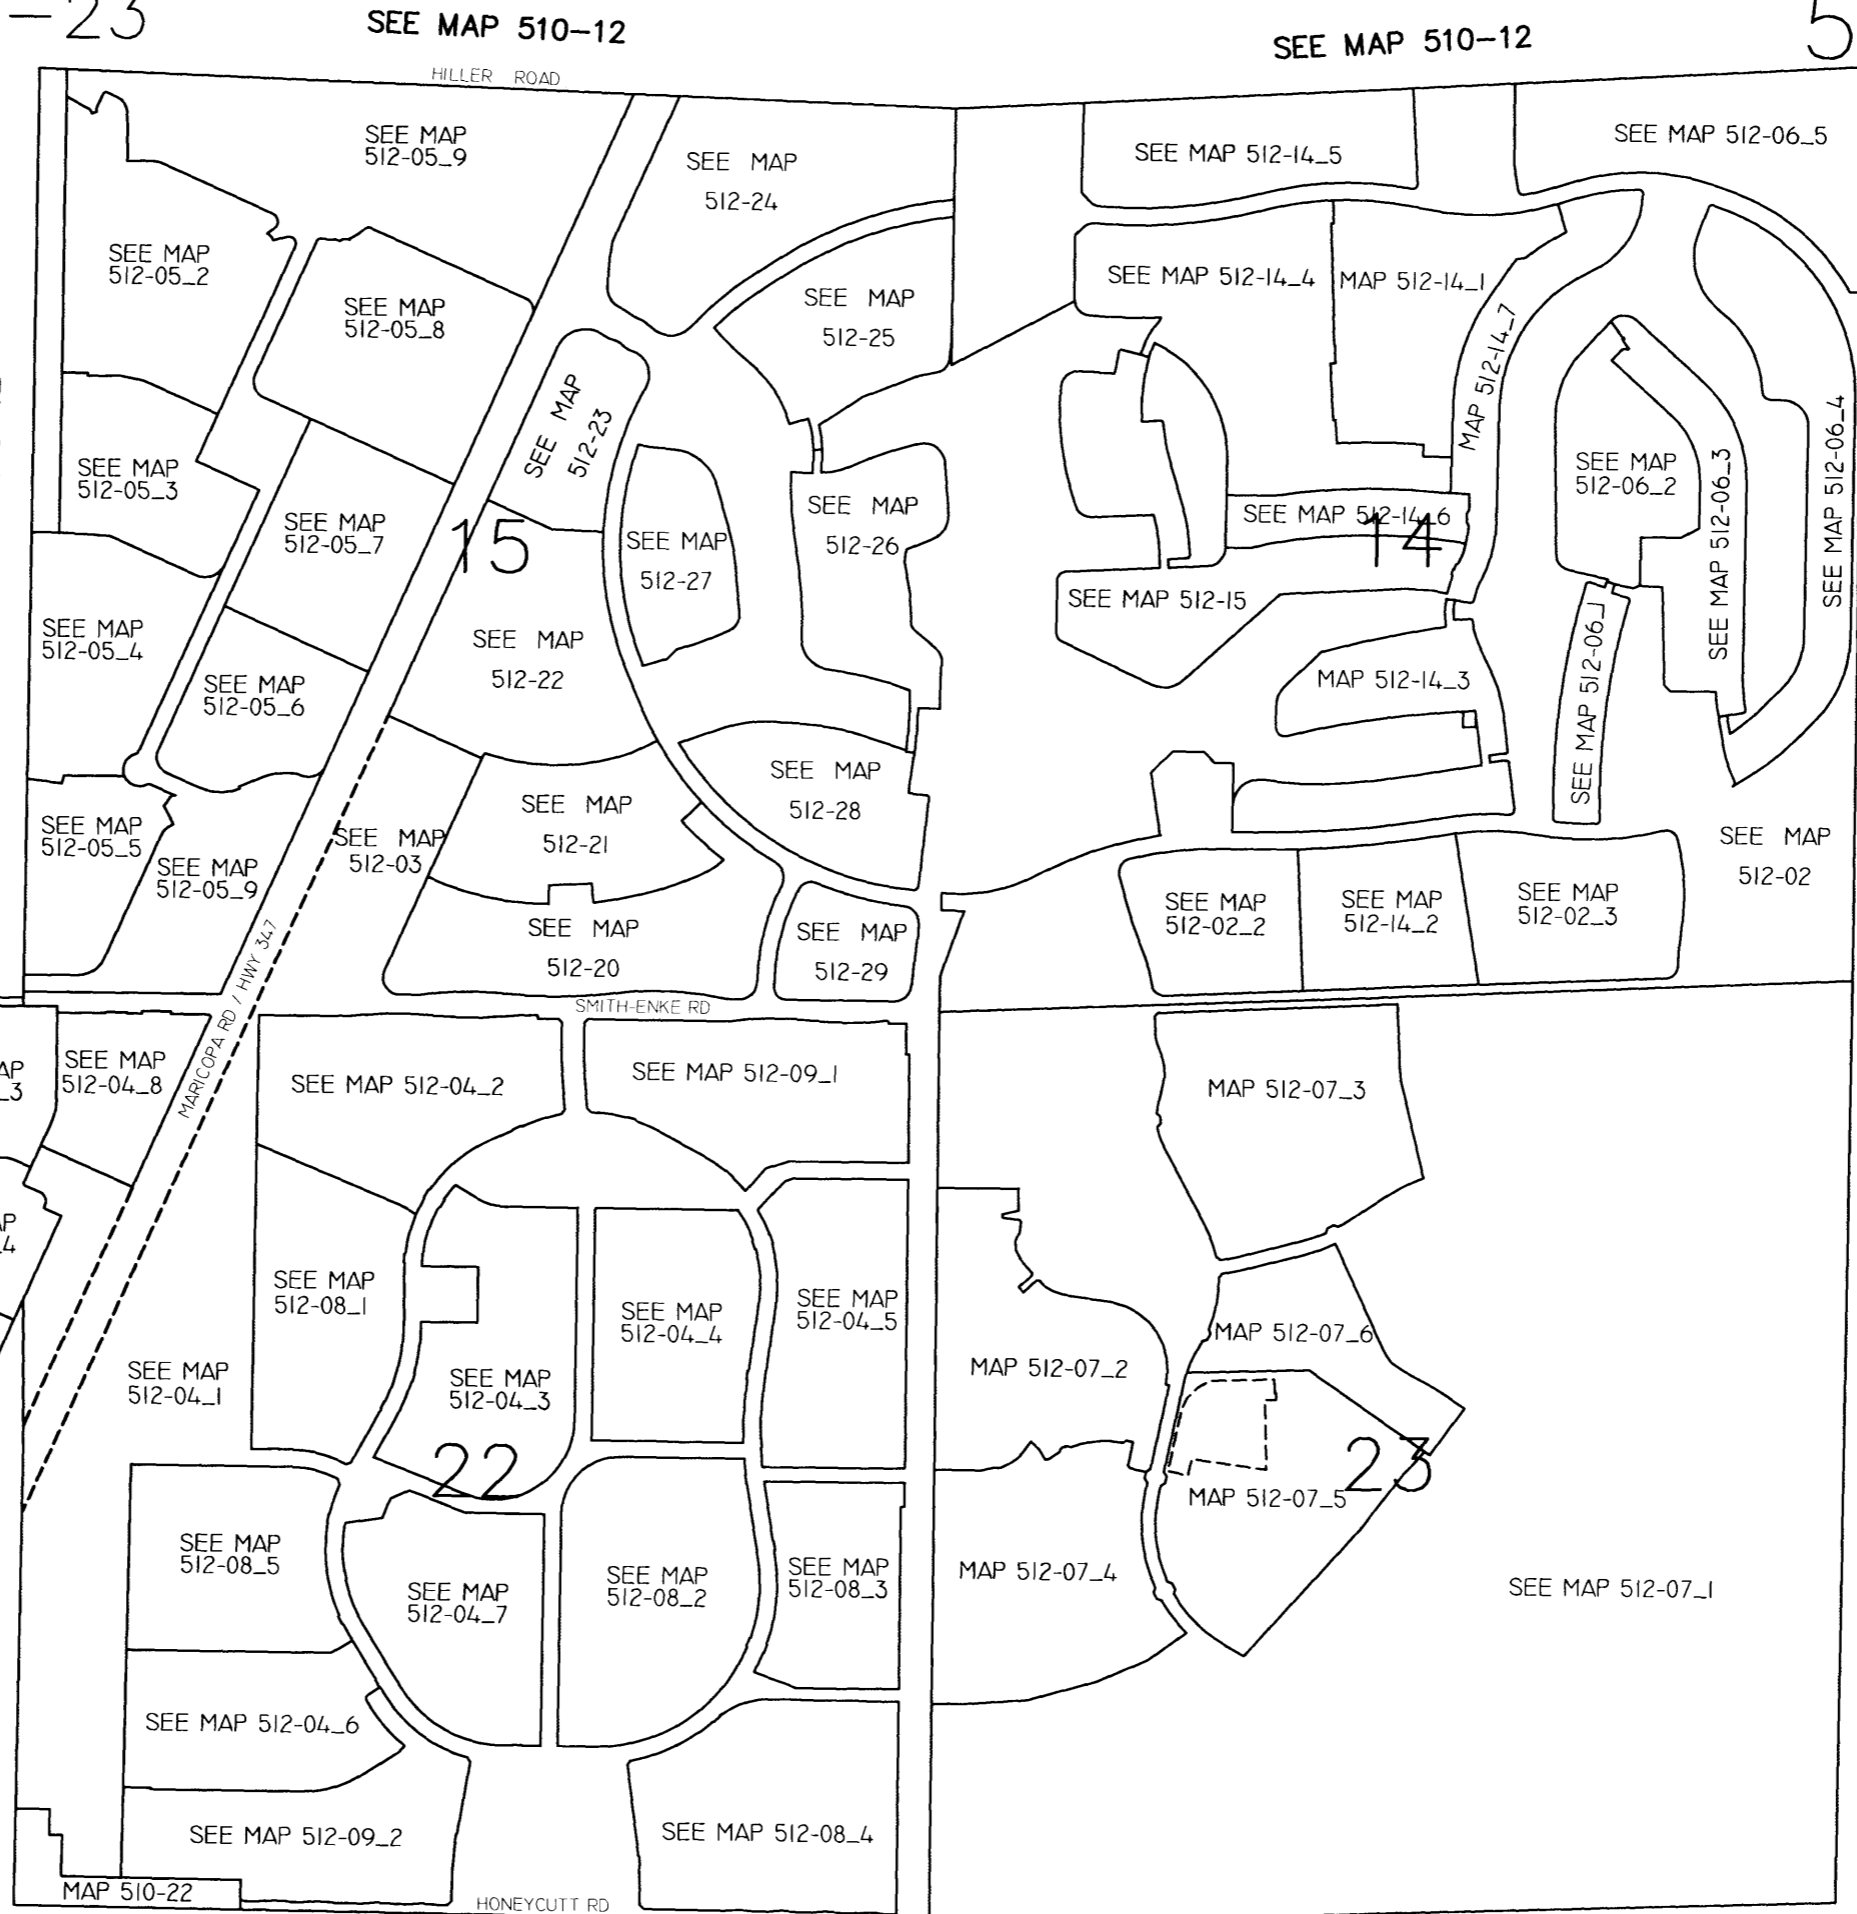 -23
SEE MAP 510-12
SEE MAP 510-12
5
HILLER ROAD
SEE MAP
512-05_9
SEE MAP
512-24
SEE MAP 512-14_5
SEE MAP 512-06_5
SEE MAP
512-05_2
SEE MAP
512-05_8
SEE MAP
512-25
SEE MAP 512-14_4
MAP 512-14_1
MAP 512-14_7
SEE MAP
512-23
SEE MAP
512-05_3
SEE MAP
512-05_7
15
SEE MAP
512-27
SEE MAP
512-26
SEE MAP 512-14_6
14
SEE MAP
512-06_2
SEE MAP 512-06_3
SEE MAP 512-06_4
SEE MAP 512-15
SEE MAP
512-05_4
SEE MAP
512-05_6
SEE MAP
512-22
MAP 512-14_3
SEE MAP 512-06_1
SEE MAP
512-05_5
SEE MAP
512-05_9
SEE MAP
512-03
SEE MAP
512-21
SEE MAP
512-28
SEE MAP
512-02
SEE MAP
512-20
SEE MAP
512-29
SEE MAP
512-02_2
SEE MAP
512-14_2
SEE MAP
512-02_3
MARICOPA RD / HWY 347
SMITH-ENKE RD
AP
_3
SEE MAP
512-04_8
SEE MAP 512-04_2
SEE MAP 512-09_1
MAP 512-07_3
P
4
SEE MAP
512-08_1
SEE MAP
512-04_4
SEE MAP
512-04_5
MAP 512-07_6
SEE MAP
512-04_1
SEE MAP
512-04_3
MAP 512-07_2
22
23
MAP 512-07_5
SEE MAP
512-08_5
SEE MAP
512-04_7
SEE MAP
512-08_2
SEE MAP
512-08_3
MAP 512-07_4
SEE MAP 512-07_1
SEE MAP 512-04_6
SEE MAP 512-09_2
SEE MAP 512-08_4
MAP 510-22
HONEYCUTT RD